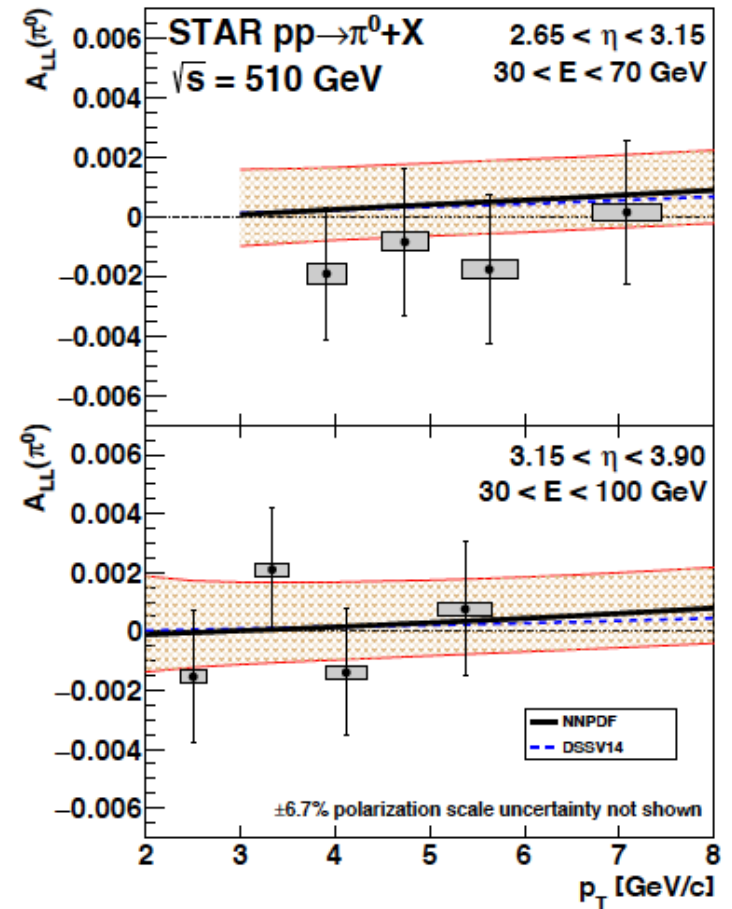 A_LL(π⁰)
STAR pp→π⁰+X
√s = 510 GeV
2.65 < η < 3.15
30 < E < 70 GeV
0.006
0.004
0.002
0
−0.002
−0.004
−0.006
A_LL(π⁰)
3.15 < η < 3.90
30 < E < 100 GeV
0.006
0.004
0.002
0
−0.002
−0.004
−0.006
NNPDF
DSSV14
±6.7% polarization scale uncertainty not shown
2 3 4 5 6 7 8
p_T [GeV/c]